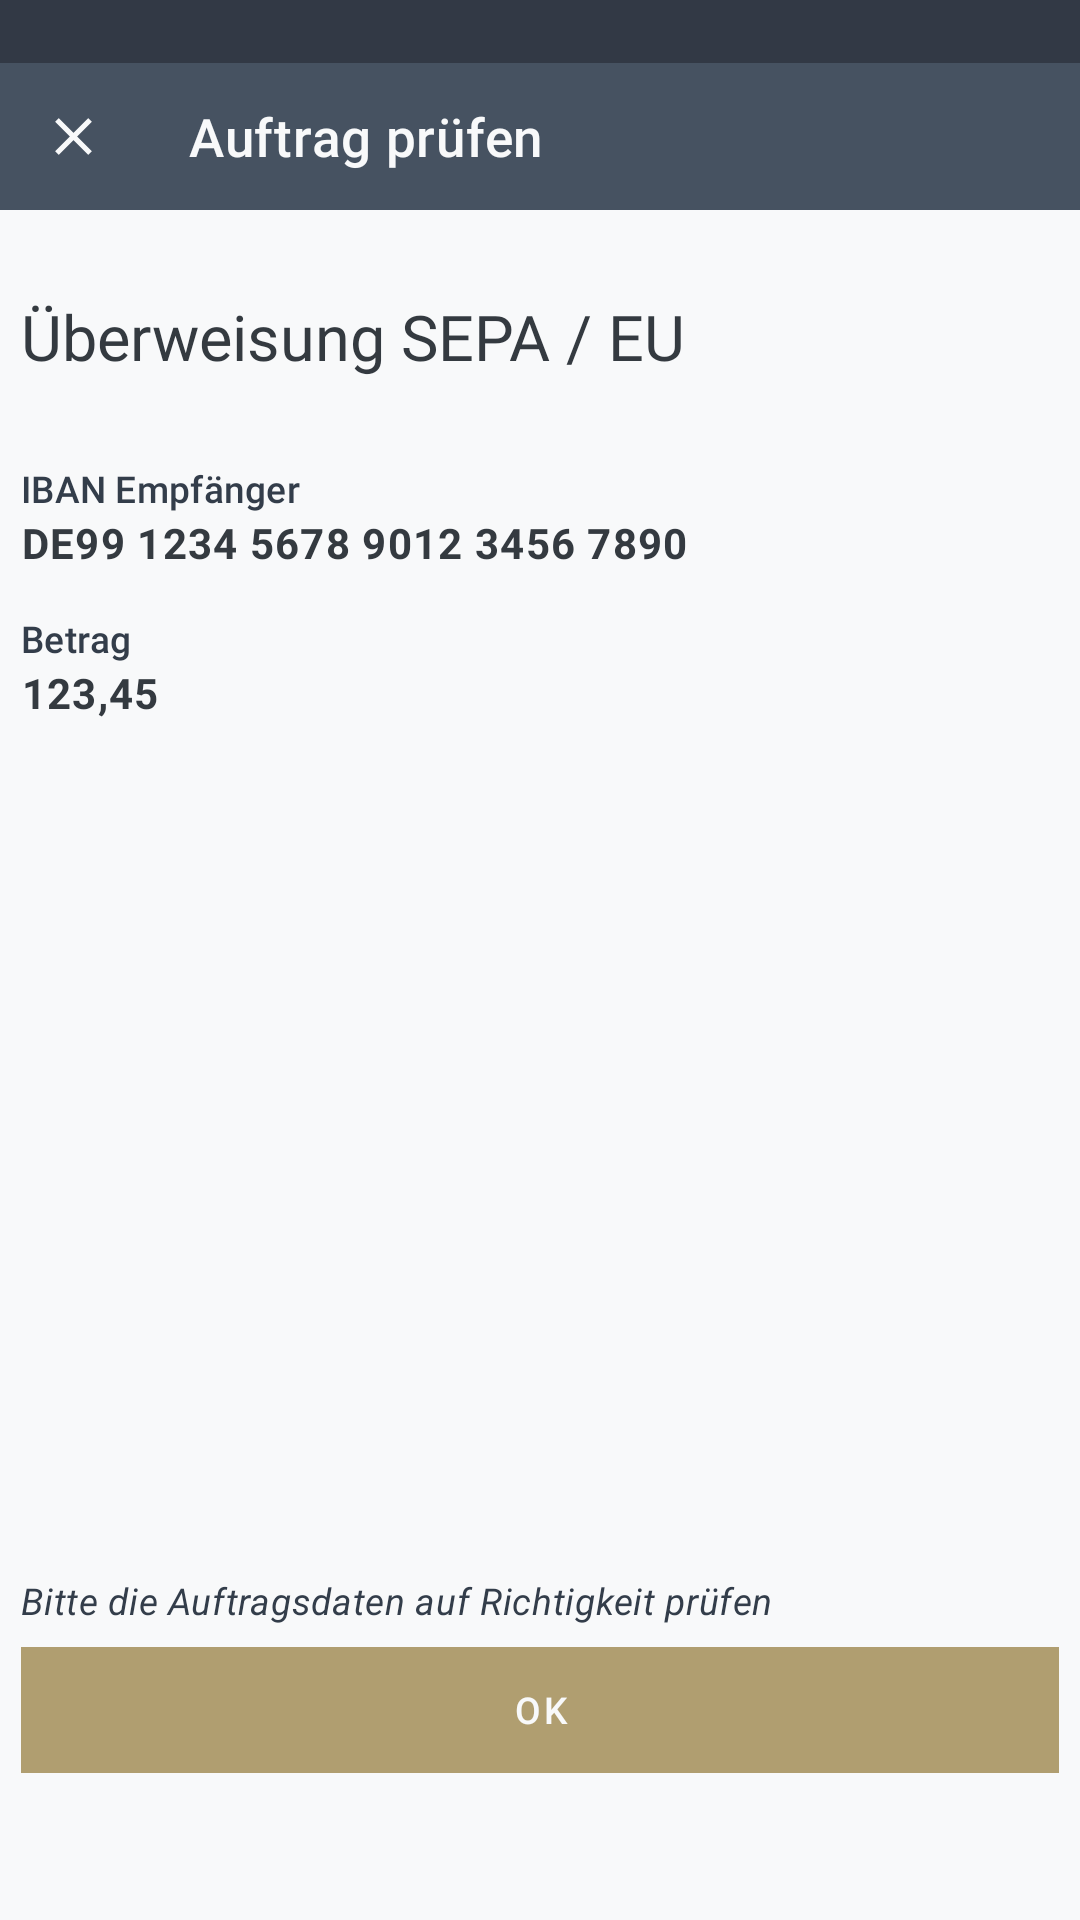 Auftrag prüfen
Überweisung SEPA / EU
IBAN Empfänger
DE99 1234 5678 9012 3456 7890
Betrag
123,45
Bitte die Auftragsdaten auf Richtigkeit prüfen
OK